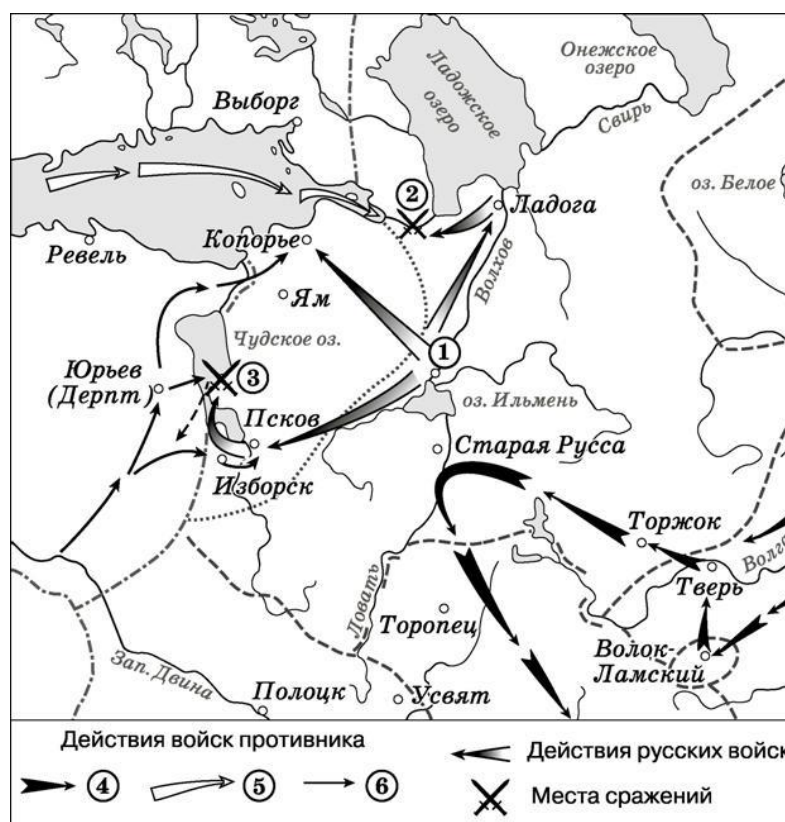 Онежское
озеро
Ладожское
озеро
Выборг
Свирь
оз. Белое
②
Ладога
Копорье
Ревель
Волхов
Ям
Чудское оз.
①
Юрьев
(Дерпт)
③
оз. Ильмень
Псков
Старая Русса
Изборск
Торжок
Волга
Тверь
Ловать
Торопец
Волок-
Ламский
Зап. Двина
Полоцк
Усвят
Действия войск противника
④
⑤
⑥
Действия русских войск
Места сражений